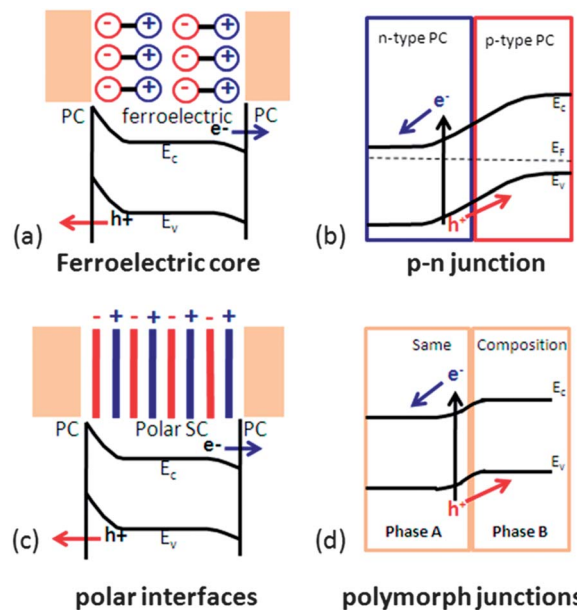 - + - +
- + - +
- + - +
PC ferroelectric PC
e-
Ec
h+ Ev
(a)
Ferroelectric core
n-type PC p-type PC
e-
Ec
EF
Ev
h+
(b)
p-n junction
- + - + - + - +
PC Polar SC PC
e-
Ec
h+ Ev
(c)
polar interfaces
Same Composition
e-
Ec
Ev
h+
(d) Phase A Phase B
polymorph junctions